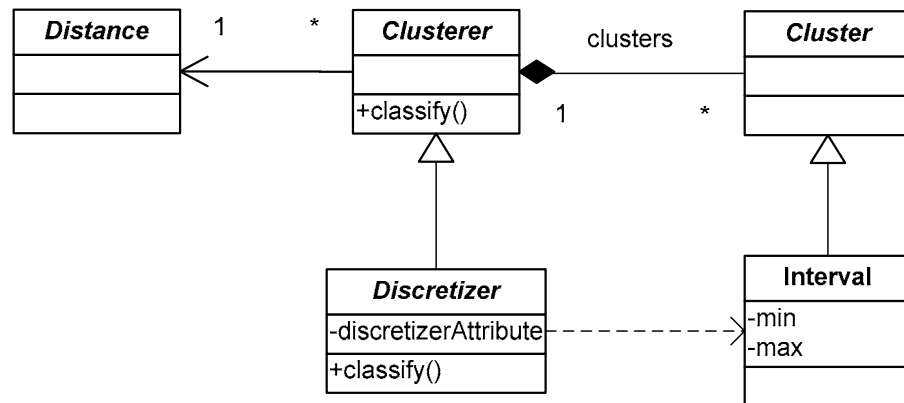 Distance
1
*
Clusterer
+classify()
clusters
1
*
Cluster
Discretizer
-discretizerAttribute
+classify()
Interval
-min
-max